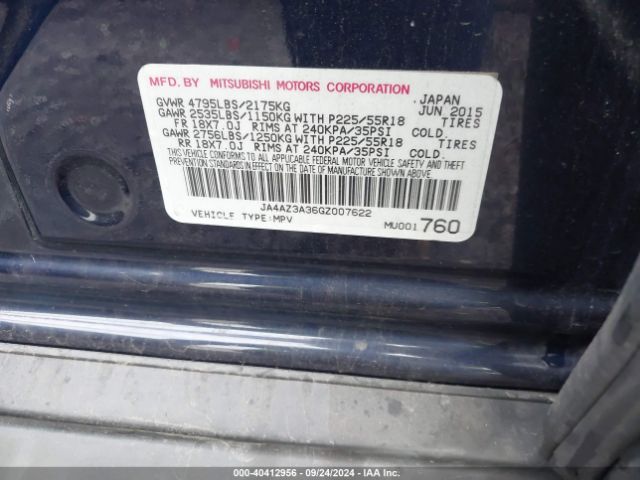 MFD. BY MITSUBISHI MOTORS CORPORATION
GVWR 4795LBS/2175KG , JAPAN JUN 2015
GAWR 2535LBS/1150KG WITH P225/55R18 TIRES
FR 18X7.0J RIMS AT 240KPA/35PSI COLD.
GAWR 2756LBS/1250KG WITH P225/55R18 TIRES
RR 18X7.0J RIMS AT 240KPA/35PSI COLD.
THIS VEHICLE CONFORMS TO ALL APPLICABLE FEDERAL MOTOR VEHICLE SAFETY AND THEFT
PREVENTION STANDARDS IN EFFECT ON THE DATE OF MANUFACTURE SHOWN ABOVE.
JA4AZ3A36GZ007622
VEHICLE TYPE:MPV MU001 760
000-40412956 - 09/24/2024 - IAAI.COM